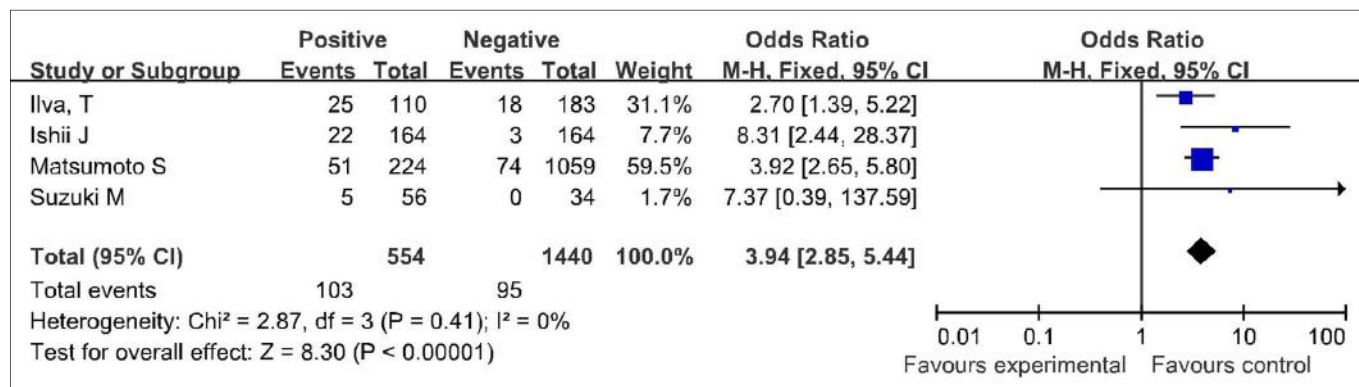 Positive Negative Odds Ratio Odds Ratio
Study or Subgroup Events Total Events Total Weight M-H, Fixed, 95% CI M-H, Fixed, 95% CI
Ilva, T 25 110 18 183 31.1% 2.70 [1.39, 5.22]
Ishii J 22 164 3 164 7.7% 8.31 [2.44, 28.37]
Matsumoto S 51 224 74 1059 59.5% 3.92 [2.65, 5.80]
Suzuki M 5 56 0 34 1.7% 7.37 [0.39, 137.59]
Total (95% CI) 554 1440 100.0% 3.94 [2.85, 5.44]
Total events 103 95
Heterogeneity: Chi² = 2.87, df = 3 (P = 0.41); I² = 0%
Test for overall effect: Z = 8.30 (P < 0.00001)
0.01 0.1 1 10 100
Favours experimental Favours control